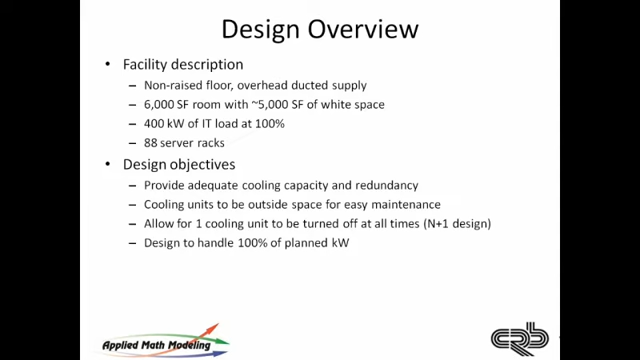 Design Overview
• Facility description
– Non-raised floor, overhead ducted supply
– 6,000 SF room with ~5,000 SF of white space
– 400 kW of IT load at 100%
– 88 server racks
• Design objectives
– Provide adequate cooling capacity and redundancy
– Cooling units to be outside space for easy maintenance
– Allow for 1 cooling unit to be turned off at all times (N+1 design)
– Design to handle 100% of planned kW
Applied Math Modeling
CRB